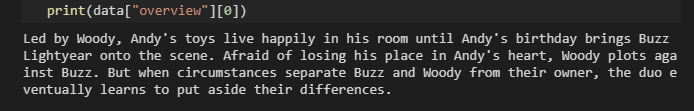 print(data["overview"][0])
Led by Woody, Andy's toys live happily in his room until Andy's birthday brings Buzz
Lightyear onto the scene. Afraid of losing his place in Andy's heart, Woody plots aga
inst Buzz. But when circumstances separate Buzz and Woody from their owner, the duo e
ventually learns to put aside their differences.